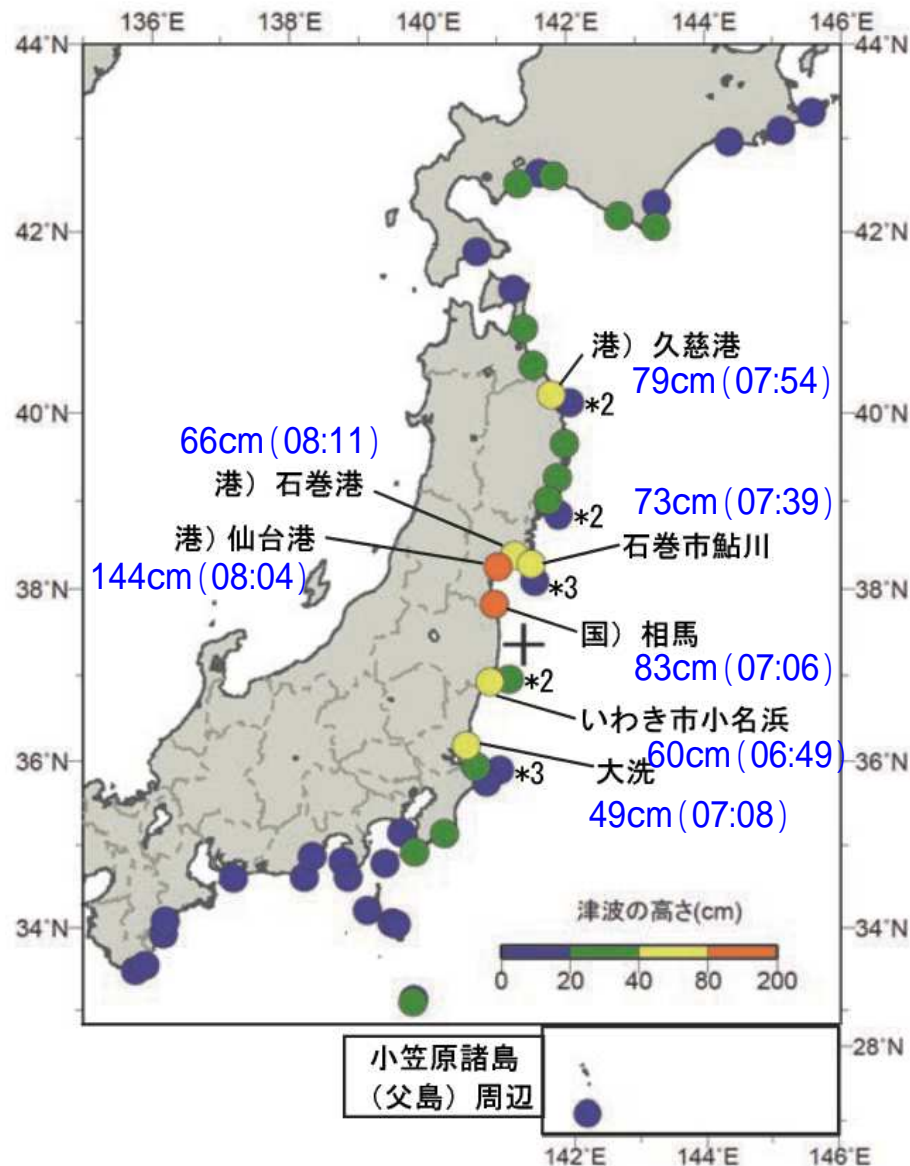 136°E 138°E 140°E 142°E 144°E 146°E
44°N 44°N
42°N 42°N
港）久慈港
79cm(07:54)
*2
40°N 40°N
66cm(08:11)
港）石巻港
73cm(07:39)
*2
港）仙台港
石巻市鮎川
144cm(08:04)
*3
38°N 38°N
国）相馬
83cm(07:06)
*2
いわき市小名浜
60cm(06:49)
36°N 36°N
大洗
*3
49cm(07:08)
津波の高さ(cm)
34°N 34°N
0 20 40 80 200
小笠原諸島
（父島）周辺
28°N
142°E 144°E 146°E